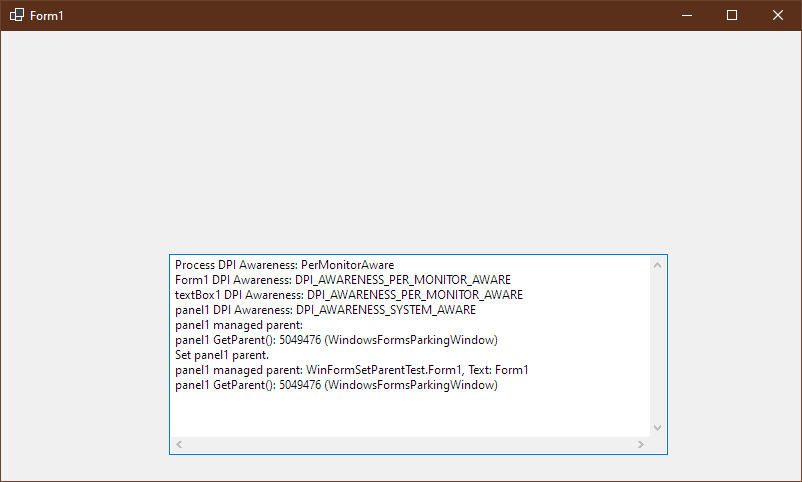 Form1
Process DPI Awareness: PerMonitorAware
Form1 DPI Awareness: DPI_AWARENESS_PER_MONITOR_AWARE
textBox1 DPI Awareness: DPI_AWARENESS_PER_MONITOR_AWARE
panel1 DPI Awareness: DPI_AWARENESS_SYSTEM_AWARE
panel1 managed parent:
panel1 GetParent(): 5049476 (WindowsFormsParkingWindow)
Set panel1 parent.
panel1 managed parent: WinFormSetParentTest.Form1, Text: Form1
panel1 GetParent(): 5049476 (WindowsFormsParkingWindow)